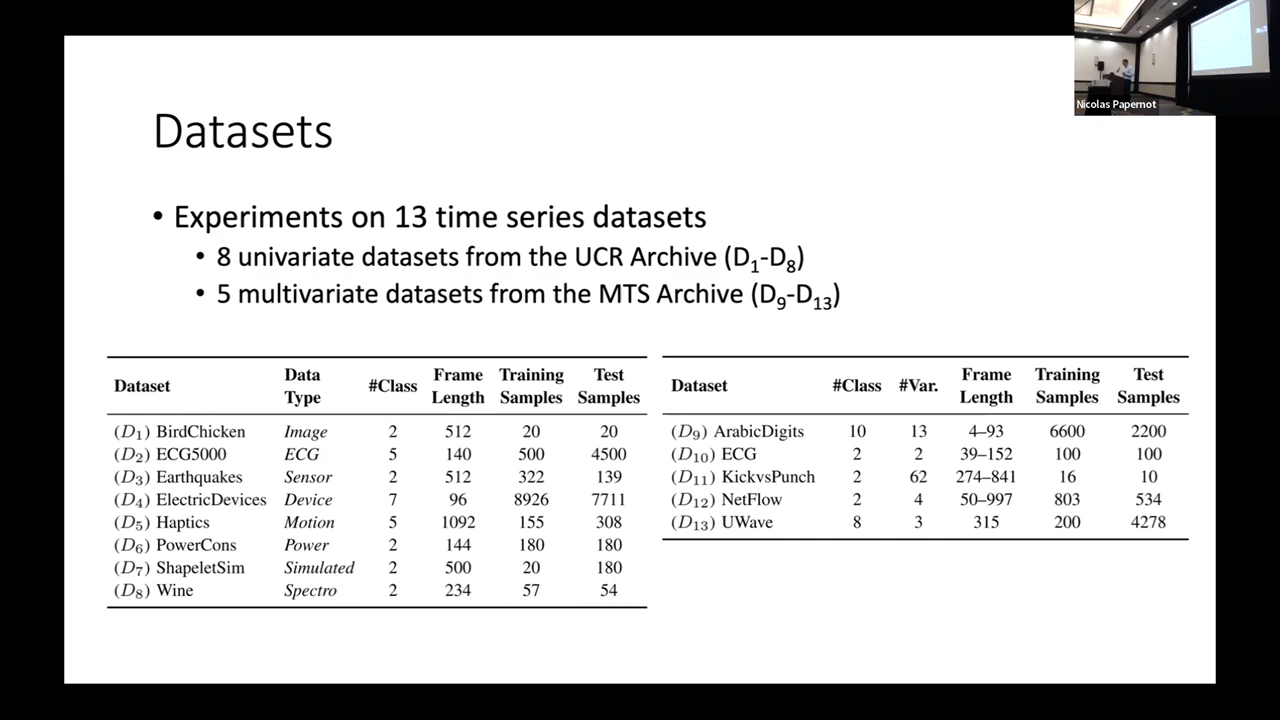 Nicolas Papernot
Datasets
• Experiments on 13 time series datasets
• 8 univariate datasets from the UCR Archive (D1-D8)
• 5 multivariate datasets from the MTS Archive (D9-D13)
Dataset Data Type #Class Frame Length Training Samples Test Samples
(D1) BirdChicken Image 2 512 20 20
(D2) ECG5000 ECG 5 140 500 4500
(D3) Earthquakes Sensor 2 512 322 139
(D4) ElectricDevices Device 7 96 8926 7711
(D5) Haptics Motion 5 1092 155 308
(D6) PowerCons Power 2 144 180 180
(D7) ShapeletSim Simulated 2 500 20 180
(D8) Wine Spectro 2 234 57 54
Dataset #Class #Var. Frame Length Training Samples Test Samples
(D9) ArabicDigits 10 13 4–93 6600 2200
(D10) ECG 2 2 39–152 100 100
(D11) KickvsPunch 2 62 274–841 16 10
(D12) NetFlow 2 4 50–997 803 534
(D13) UWave 8 3 315 200 4278